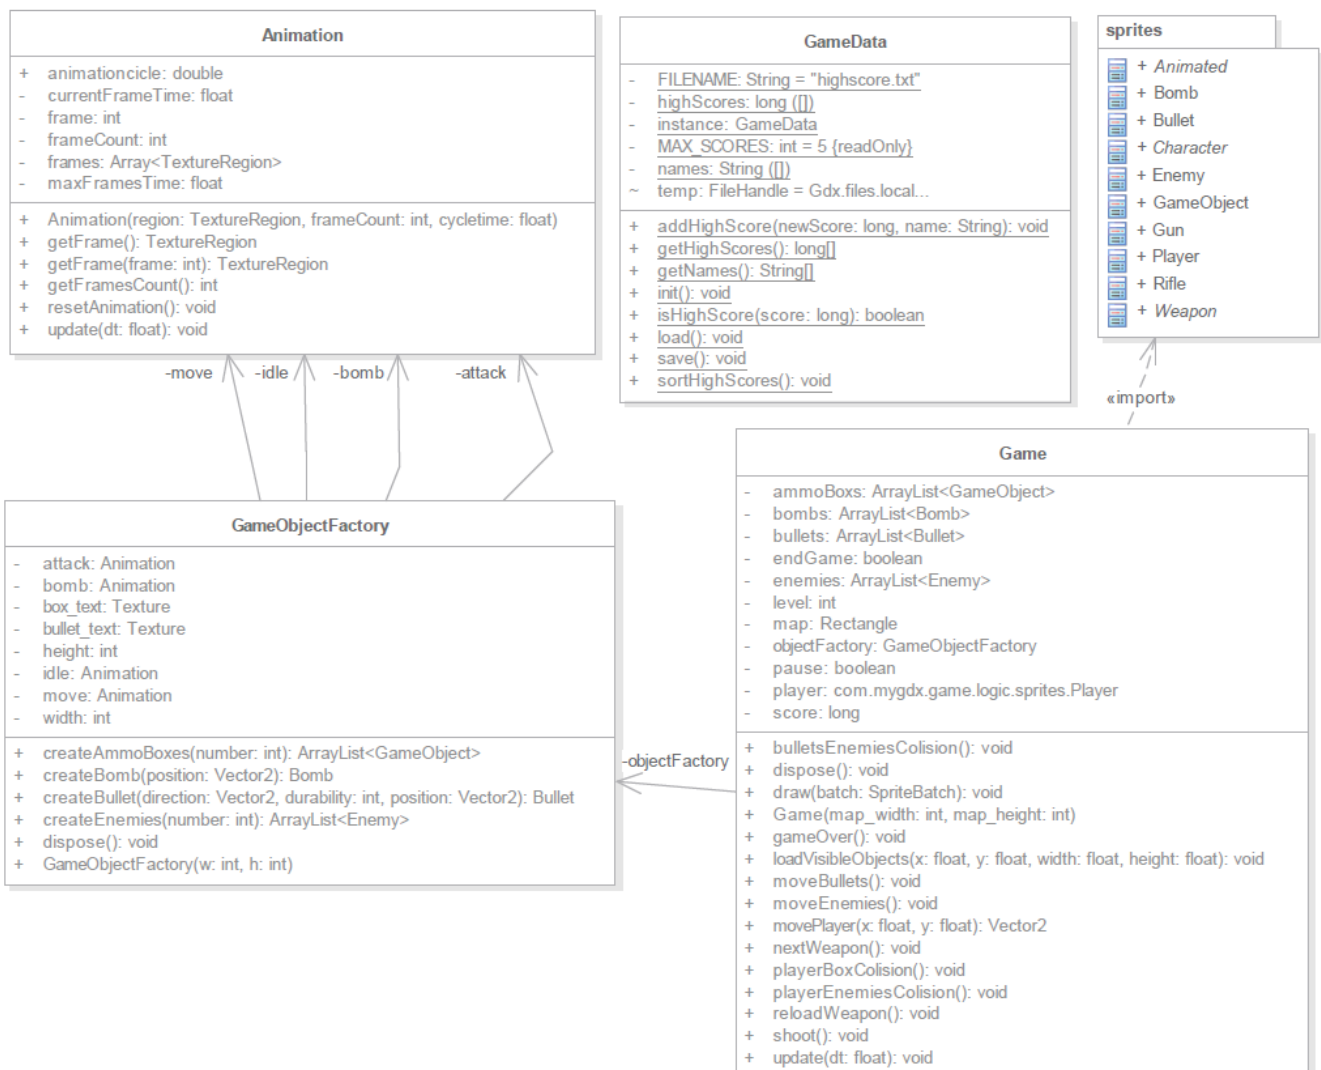 Animation
+ animationcicle: double
- currentFrameTime: float
- frame: int
- frameCount: int
- frames: Array<TextureRegion>
- maxFramesTime: float
+ Animation(region: TextureRegion, frameCount: int, cycletime: float)
+ getFrame(): TextureRegion
+ getFrame(frame: int): TextureRegion
+ getFramesCount(): int
+ resetAnimation(): void
+ update(dt: float): void
GameData
- FILENAME: String = "highscore.txt"
- highScores: long ([])
- instance: GameData
- MAX_SCORES: int = 5 {readOnly}
- names: String ([])
~ temp: FileHandle = Gdx.files.local...
+ addHighScore(newScore: long, name: String): void
+ getHighScores(): long[]
+ getNames(): String[]
+ init(): void
+ isHighScore(score: long): boolean
+ load(): void
+ save(): void
+ sortHighScores(): void
sprites
+ Animated
+ Bomb
+ Bullet
+ Character
+ Enemy
+ GameObject
+ Gun
+ Player
+ Rifle
+ Weapon
-move
-idle
-bomb
-attack
«import»
GameObjectFactory
- attack: Animation
- bomb: Animation
- box_text: Texture
- bullet_text: Texture
- height: int
- idle: Animation
- move: Animation
- width: int
+ createAmmoBoxes(number: int): ArrayList<GameObject>
+ createBomb(position: Vector2): Bomb
+ createBullet(direction: Vector2, durability: int, position: Vector2): Bullet
+ createEnemies(number: int): ArrayList<Enemy>
+ dispose(): void
+ GameObjectFactory(w: int, h: int)
-objectFactory
Game
- ammoBoxs: ArrayList<GameObject>
- bombs: ArrayList<Bomb>
- bullets: ArrayList<Bullet>
- endGame: boolean
- enemies: ArrayList<Enemy>
- level: int
- map: Rectangle
- objectFactory: GameObjectFactory
- pause: boolean
- player: com.mygdx.game.logic.sprites.Player
- score: long
+ bulletsEnemiesColision(): void
+ dispose(): void
+ draw(batch: SpriteBatch): void
+ Game(map_width: int, map_height: int)
+ gameOver(): void
+ loadVisibleObjects(x: float, y: float, width: float, height: float): void
+ moveBullets(): void
+ moveEnemies(): void
+ movePlayer(x: float, y: float): Vector2
+ nextWeapon(): void
+ playerBoxColision(): void
+ playerEnemiesColision(): void
+ reloadWeapon(): void
+ shoot(): void
+ update(dt: float): void